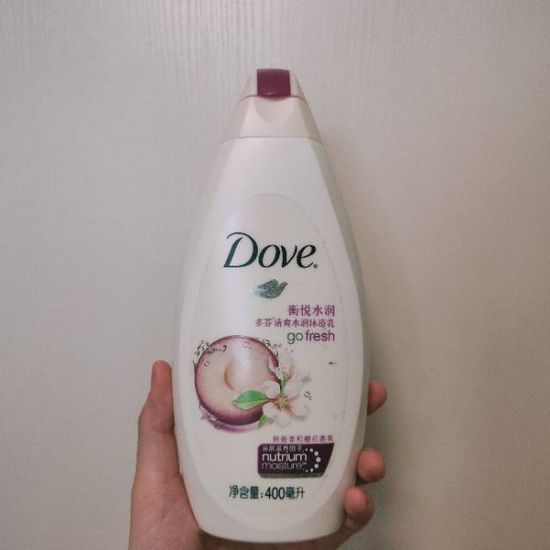 Dove
衡悦水润
多芬清爽水润沐浴乳
go fresh
nutrium
moisture
净含量:400毫升